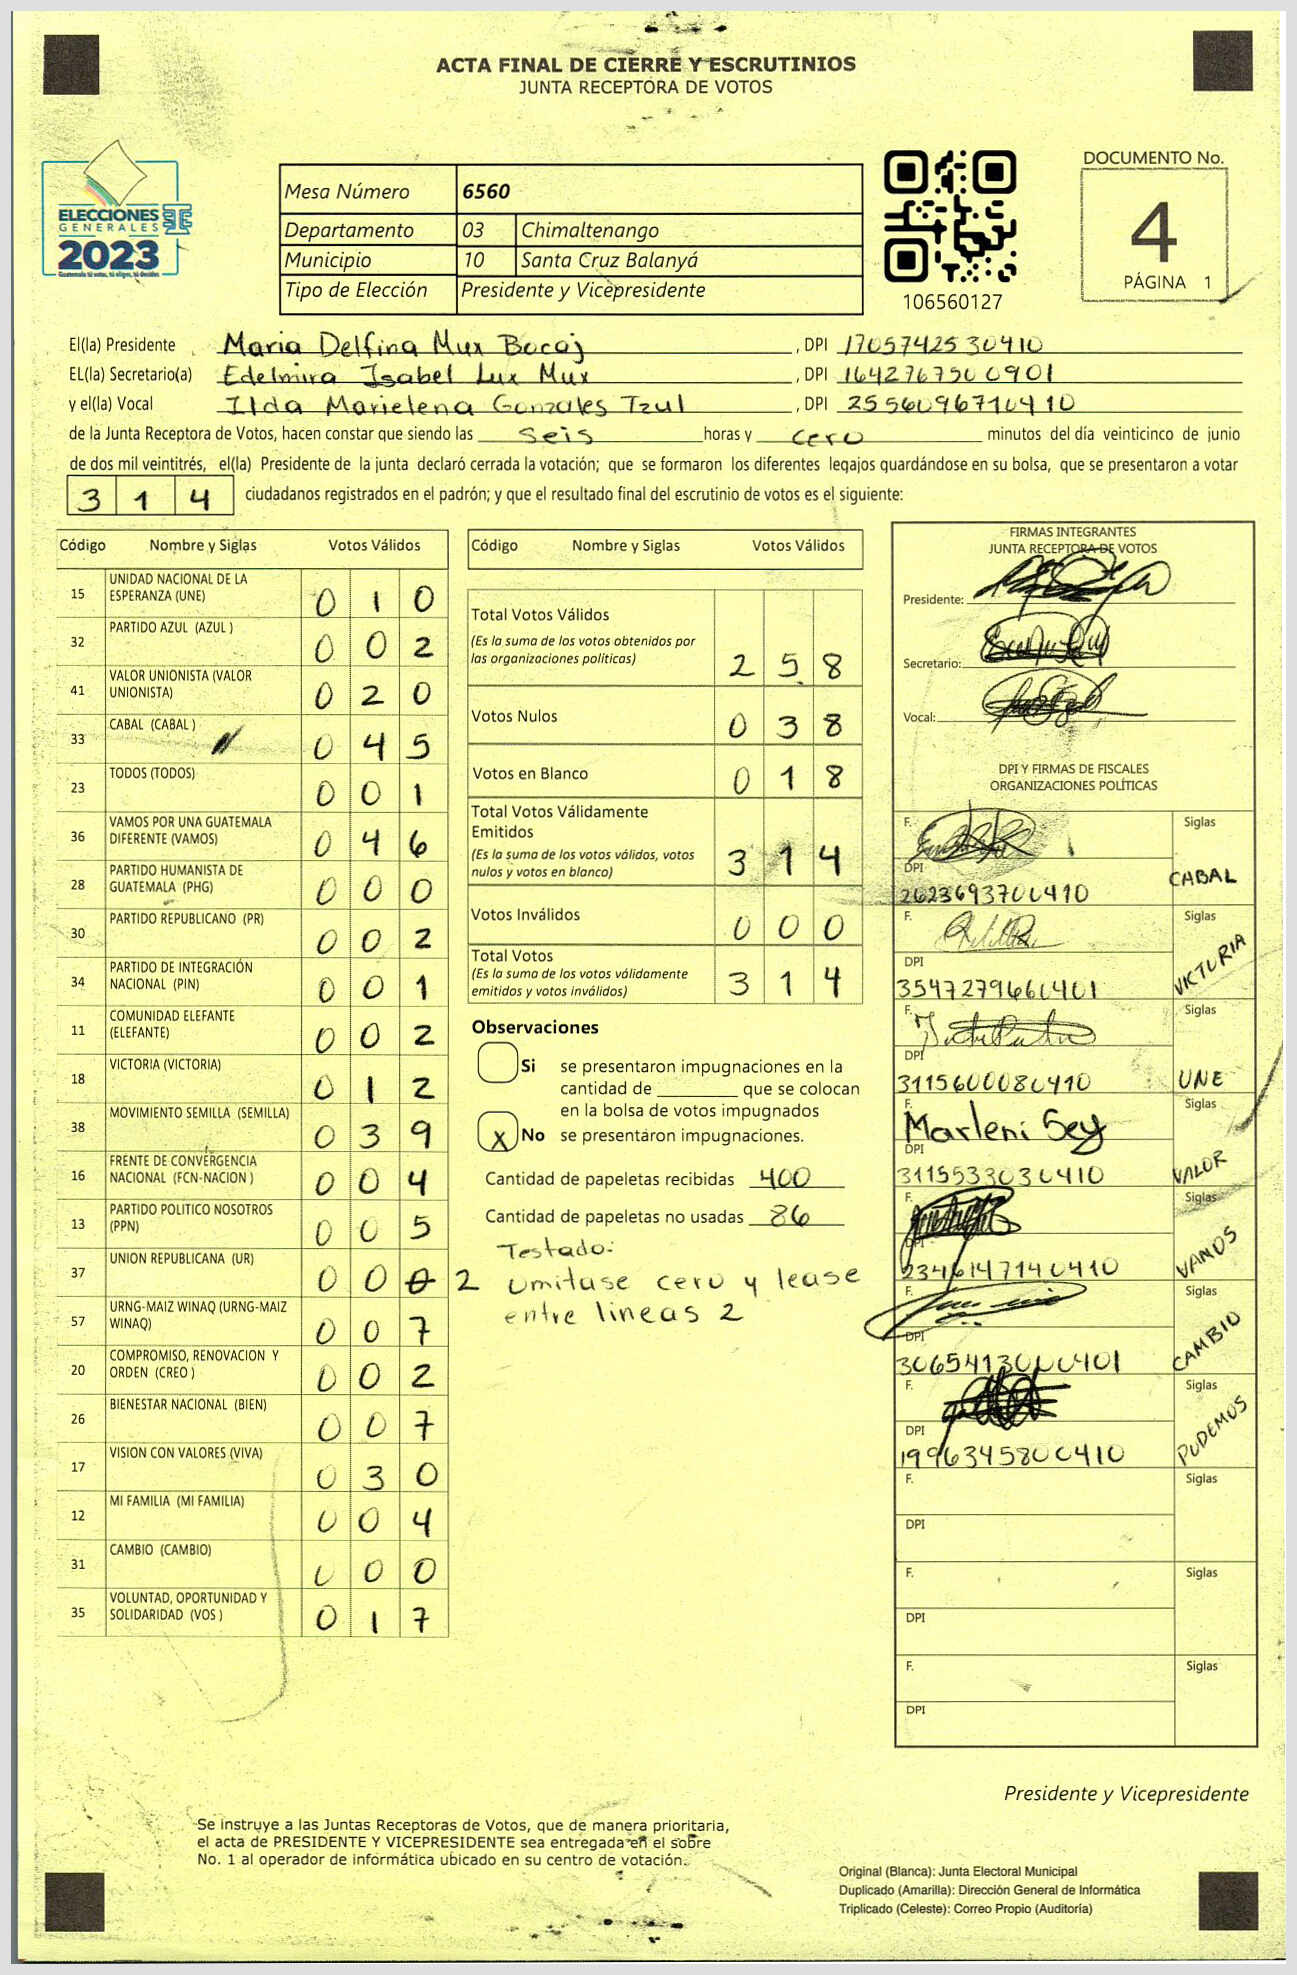 ACTA FINAL DE CIERRE Y ESCRUTINIOS
JUNTA RECEPTORA DE VOTOS
ELECCIONES
GENERALES
2023
Guatemala tú votas, tú eliges, tú decides
Mesa Número 6560
Departamento 03 Chimaltenango
Municipio 10 Santa Cruz Balanyá
Tipo de Elección Presidente y Vicepresidente
106560127
DOCUMENTO No.
4
PÁGINA 1
El(la) Presidente Maria Delfina Mux Bocaj , DPI 1705742530410
EL(la) Secretario(a) Edelmira Isabel Lux Mux , DPI 1642767500901
y el(la) Vocal Ilda Marielena Gonzales Tzul , DPI 2556096710410
de la Junta Receptora de Votos, hacen constar que siendo las seis horas y cero minutos del día veinticinco de junio
de dos mil veintitrés, el(la) Presidente de la junta declaró cerrada la votación; que se formaron los diferentes legajos guardándose en su bolsa, que se presentaron a votar
3 1 4 ciudadanos registrados en el padrón; y que el resultado final del escrutinio de votos es el siguiente:
Código Nombre y Siglas Votos Válidos
15 UNIDAD NACIONAL DE LA ESPERANZA (UNE) 0 1 0
32 PARTIDO AZUL (AZUL ) 0 0 2
41 VALOR UNIONISTA (VALOR UNIONISTA) 0 2 0
33 CABAL (CABAL ) 0 4 5
23 TODOS (TODOS) 0 0 1
36 VAMOS POR UNA GUATEMALA DIFERENTE (VAMOS) 0 4 6
28 PARTIDO HUMANISTA DE GUATEMALA (PHG) 0 0 0
30 PARTIDO REPUBLICANO (PR) 0 0 2
34 PARTIDO DE INTEGRACIÓN NACIONAL (PIN) 0 0 1
11 COMUNIDAD ELEFANTE (ELEFANTE) 0 0 2
18 VICTORIA (VICTORIA) 0 1 2
38 MOVIMIENTO SEMILLA (SEMILLA) 0 3 9
16 FRENTE DE CONVERGENCIA NACIONAL (FCN-NACION ) 0 0 4
13 PARTIDO POLITICO NOSOTROS (PPN) 0 0 5
37 UNION REPUBLICANA (UR) 0 0 0 2
57 URNG-MAIZ WINAQ (URNG-MAIZ WINAQ) 0 0 7
20 COMPROMISO, RENOVACION Y ORDEN (CREO ) 0 0 2
26 BIENESTAR NACIONAL (BIEN) 0 0 7
17 VISION CON VALORES (VIVA) 0 3 0
12 MI FAMILIA (MI FAMILIA) 0 0 4
31 CAMBIO (CAMBIO) 0 0 0
35 VOLUNTAD, OPORTUNIDAD Y SOLIDARIDAD (VOS ) 0 1 7
Código Nombre y Siglas Votos Válidos
Total Votos Válidos
(Es la suma de los votos obtenidos por
las organizaciones políticas) 2 5 8
Votos Nulos 0 3 8
Votos en Blanco 0 1 8
Total Votos Válidamente
Emitidos
(Es la suma de los votos válidos, votos
nulos y votos en blanco) 3 1 4
Votos Inválidos 0 0 0
Total Votos
(Es la suma de los votos válidamente
emitidos y votos inválidos) 3 1 4
Observaciones
Si se presentaron impugnaciones en la
cantidad de ________ que se colocan
en la bolsa de votos impugnados
X No se presentaron impugnaciones.
Cantidad de papeletas recibidas 400
Cantidad de papeletas no usadas 86
Testado:
umitase ceru y lease
entre lineas 2
FIRMAS INTEGRANTES
JUNTA RECEPTORA DE VOTOS
Presidente:
Secretario:
Vocal:
DPI Y FIRMAS DE FISCALES
ORGANIZACIONES POLÍTICAS
F. Siglas
DPI
2623693700410 CABAL
F. Siglas
DPI
3547279660401 VICTURIA
F. Siglas
DPI
3115600080410 UNE
F. Siglas
Marleni Sey
DPI
3115533030410 VALOR
F. Siglas
DPI
2346147140410 VAMOS
F. Siglas
DPI
3065413000401 CAMBIO
F. Siglas
DPI
1996345800410 PUDEMOS
F. Siglas
DPI
F. Siglas
DPI
F. Siglas
DPI
Presidente y Vicepresidente
Se instruye a las Juntas Receptoras de Votos, que de manera prioritaria,
el acta de PRESIDENTE Y VICEPRESIDENTE sea entregada en el sobre
No. 1 al operador de informática ubicado en su centro de votación.
Original (Blanca): Junta Electoral Municipal
Duplicado (Amarilla): Dirección General de Informática
Triplicado (Celeste): Correo Propio (Auditoría)